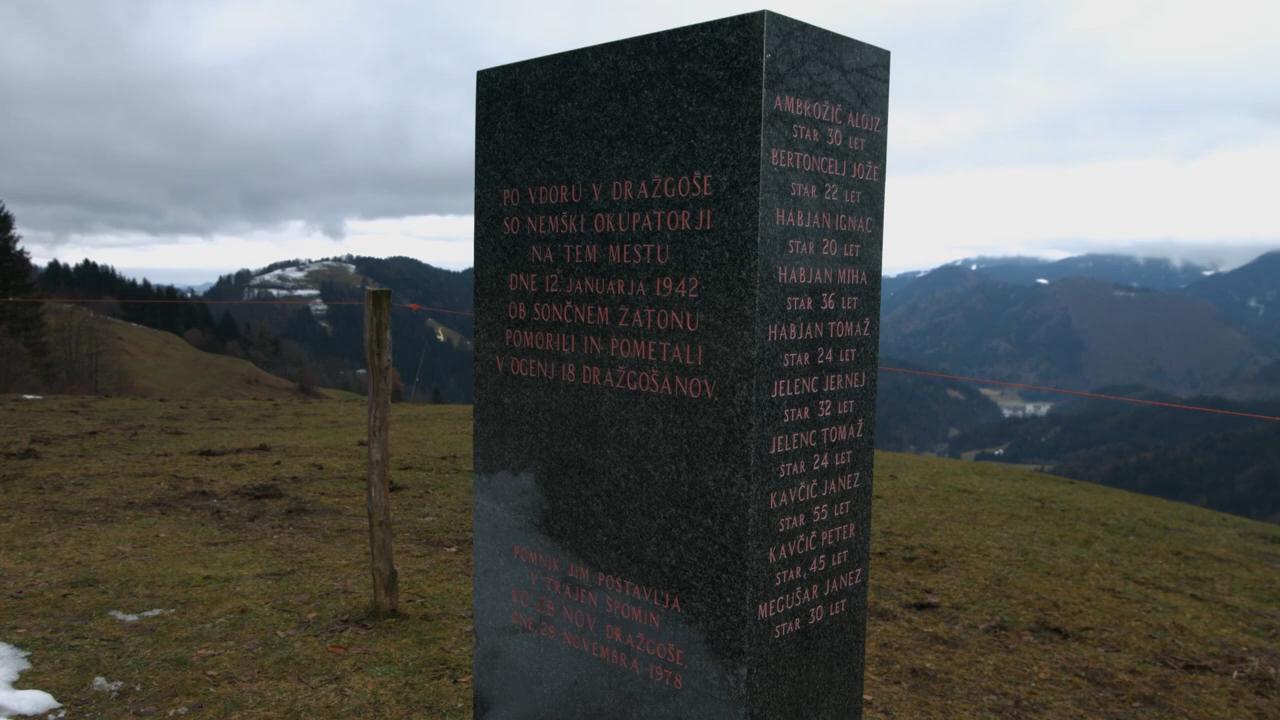 PO VDORU V DRAŽGOŠE
SO NEMŠKI OKUPATORJI
NA TEM MESTU
DNE 12. JANUARJA 1942
OB SONČNEM ZATONU
POMORILI IN POMETALI
V OGENJ 18 DRAŽGOŠANOV.
POMNIK JIM POSTAVLJA
V TRAJEN SPOMIN
KO 29 NOV. DRAŽGOŠE,
DNE 29. NOVEMBRA 1978
AMBROŽIČ ALOJZ
STAR 30 LET
BERTONCELJ JOŽE
STAR 22 LET
HABJAN IGNAC
STAR 20 LET
HABJAN MIHA
STAR 36 LET
HABJAN TOMAŽ
STAR 24 LET
JELENC JERNEJ
STAR 32 LET
JELENC TOMAŽ
STAR 24 LET
KAVČIČ JANEZ
STAR 55 LET
KAVČIČ PETER
STAR 45 LET
MEGUŠAR JANEZ
STAR 30 LET